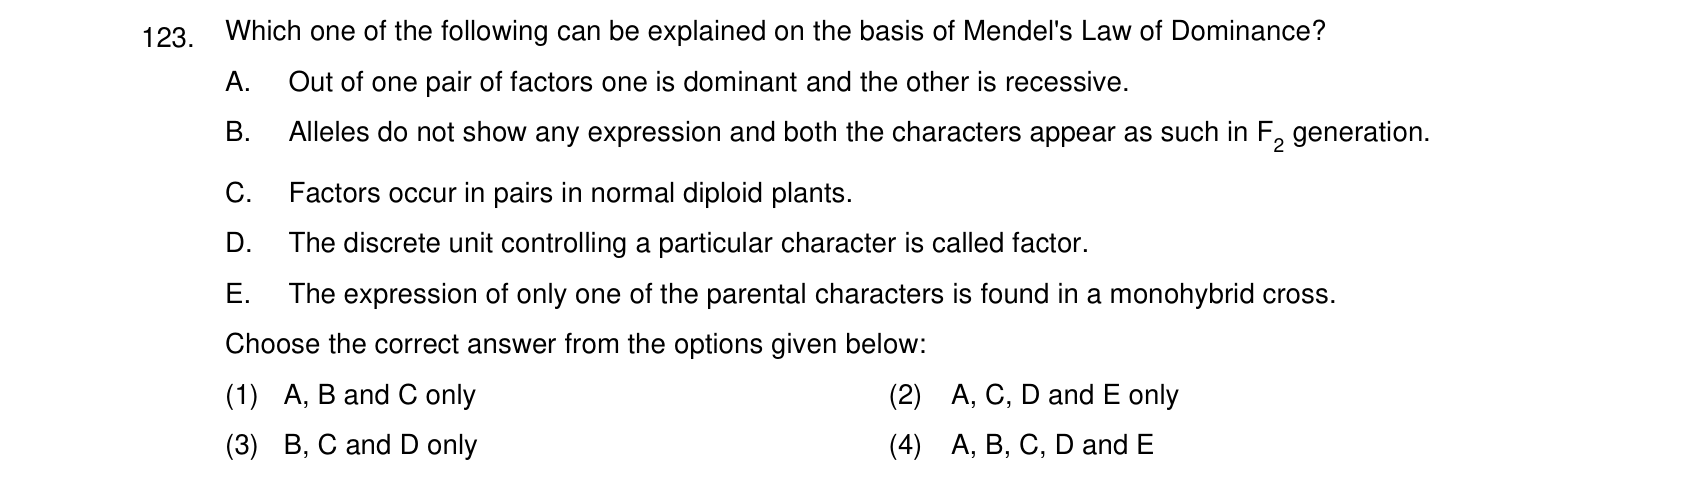 123. Which one of the following can be explained on the basis of Mendel's Law of Dominance?
A. Out of one pair of factors one is dominant and the other is recessive.
B. Alleles do not show any expression and both the characters appear as such in F2 generation.
C. Factors occur in pairs in normal diploid plants.
D. The discrete unit controlling a particular character is called factor.
E. The expression of only one of the parental characters is found in a monohybrid cross.
Choose the correct answer from the options given below:
(1) A, B and C only (2) A, C, D and E only
(3) B, C and D only (4) A, B, C, D and E